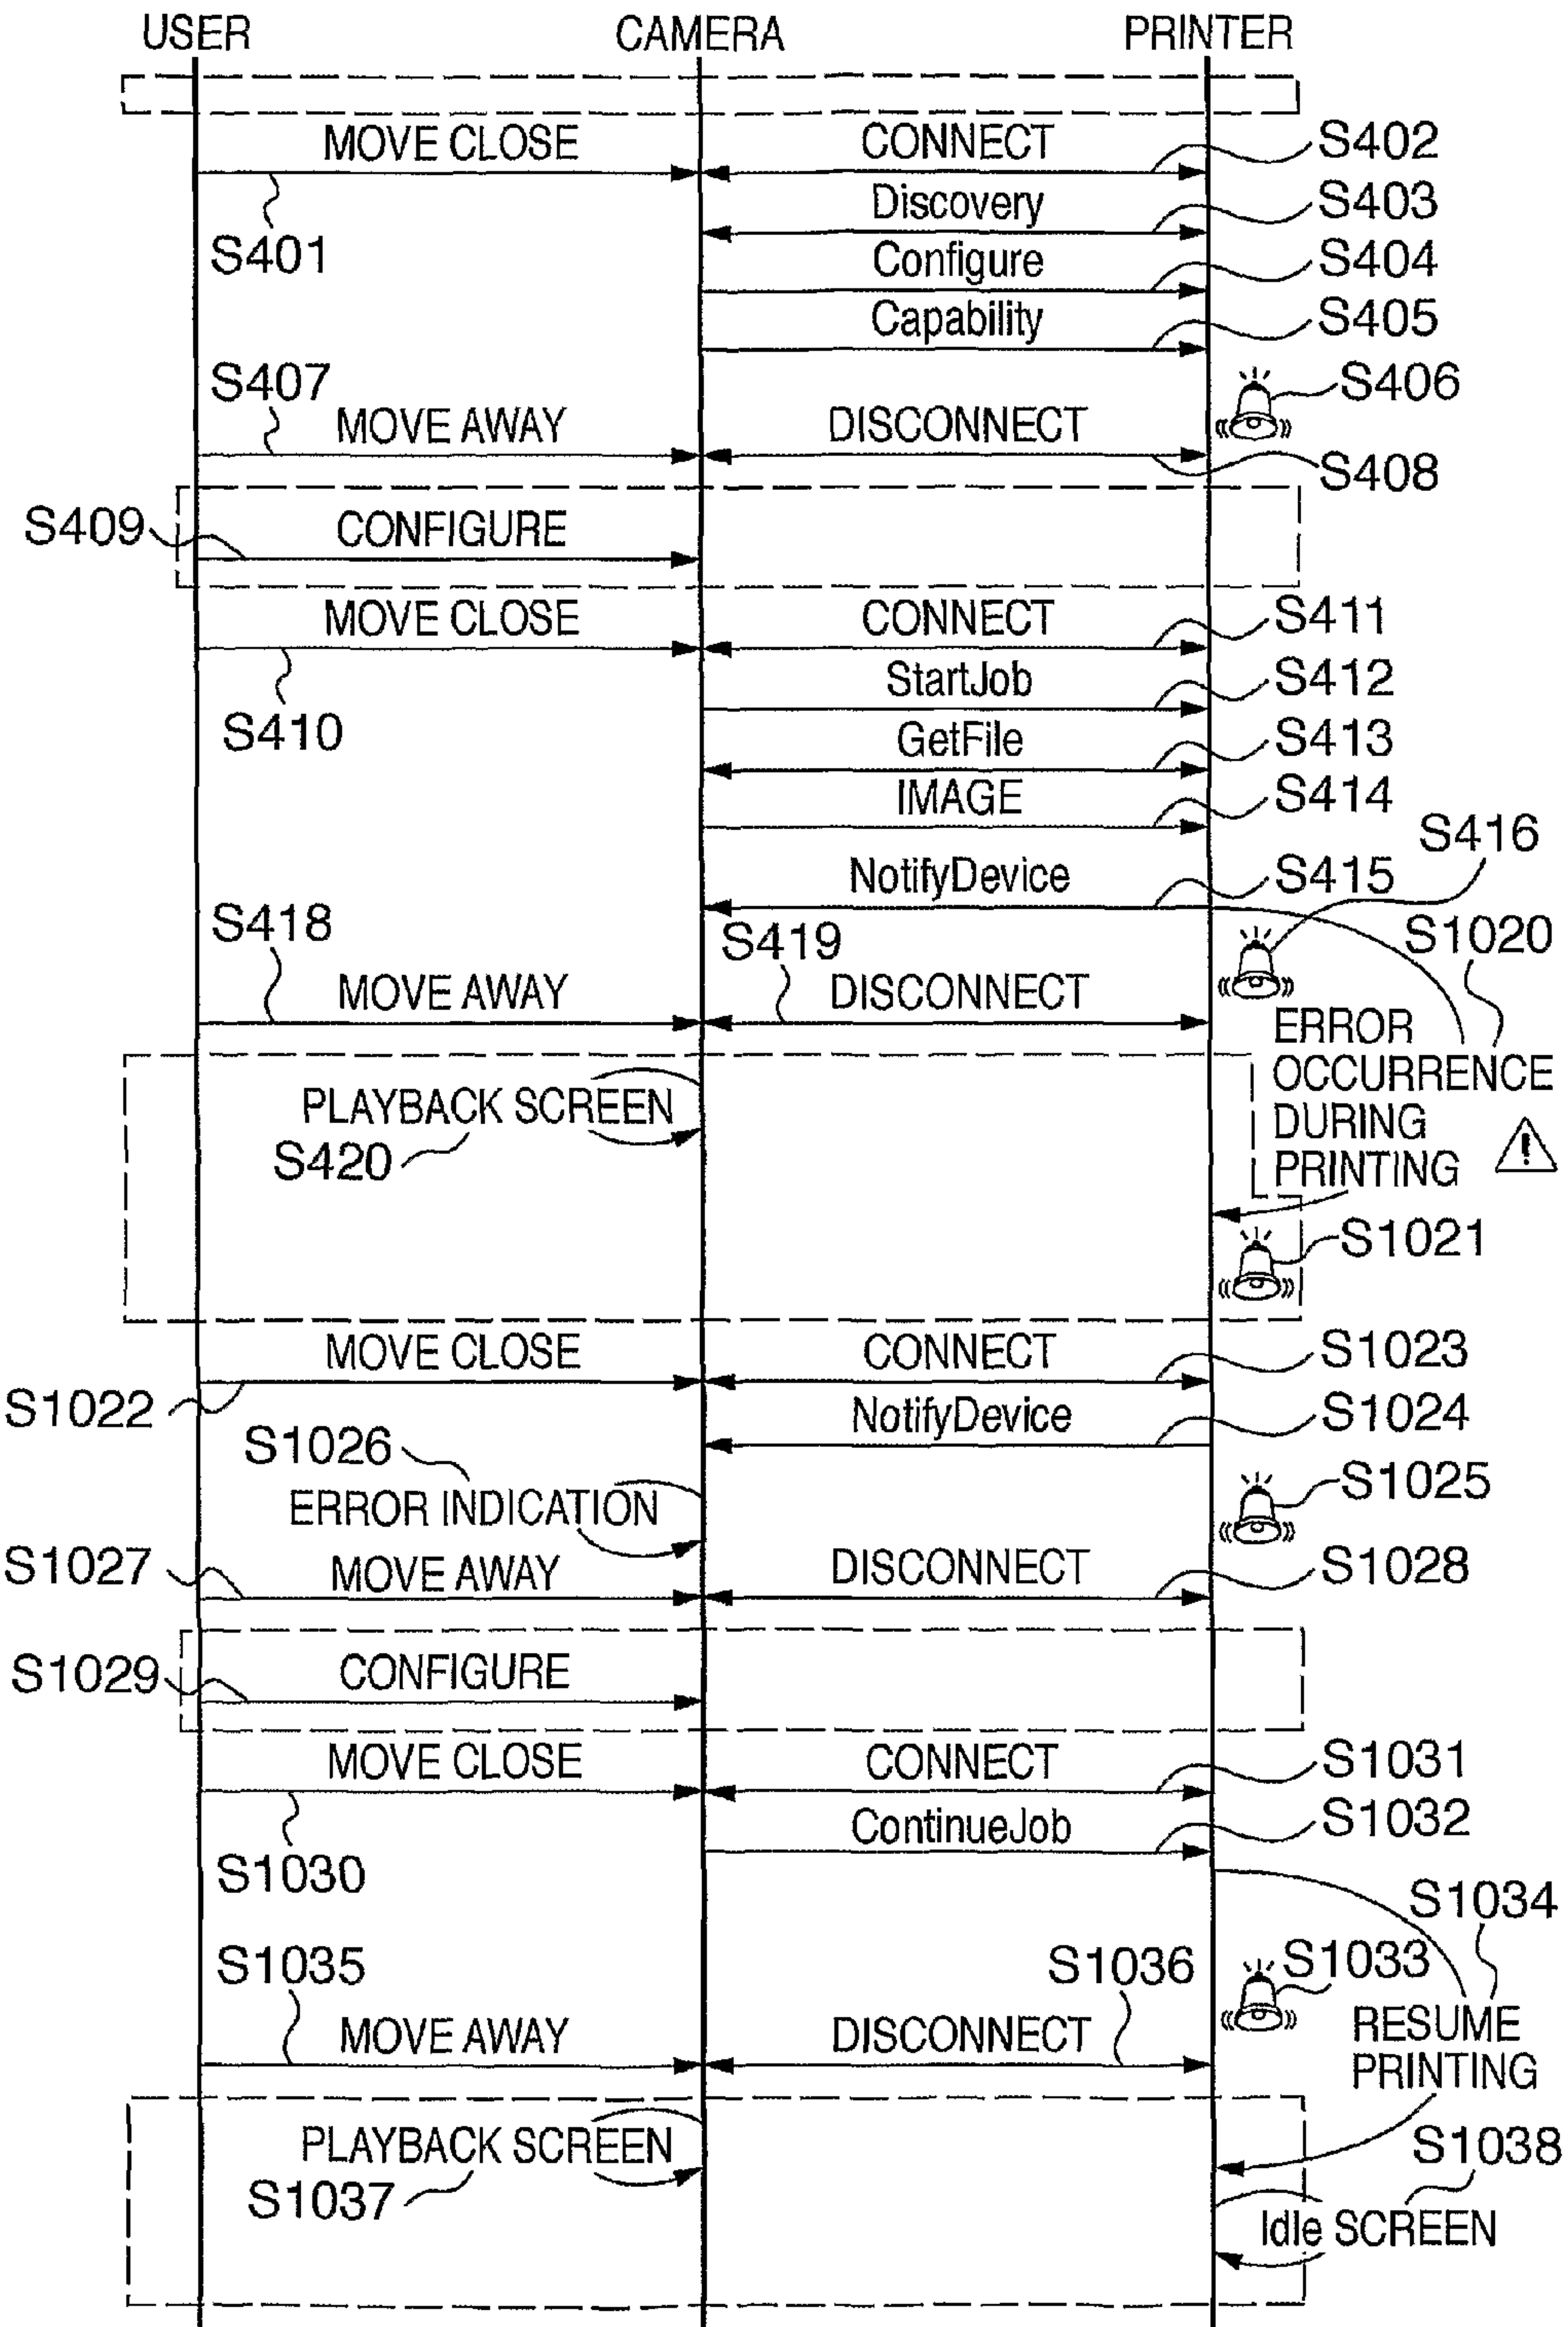 USER CAMERA PRINTER
MOVE CLOSE CONNECT S402
Discovery S403
S401
Configure S404
Capability S405
S407 S406
MOVE AWAY DISCONNECT
S408
S409 CONFIGURE
MOVE CLOSE CONNECT S411
StartJob S412
S410
GetFile S413
IMAGE S414
S416
NotifyDevice S415
S418 S419 S1020
MOVE AWAY DISCONNECT
ERROR
OCCURRENCE
DURING
PRINTING
PLAYBACK SCREEN
S420
S1021
MOVE CLOSE CONNECT S1023
S1022 NotifyDevice S1024
S1026
S1025
ERROR INDICATION
S1027 MOVE AWAY DISCONNECT S1028
S1029 CONFIGURE
MOVE CLOSE CONNECT S1031
ContinueJob S1032
S1030
S1034
S1035 S1036 S1033
MOVE AWAY DISCONNECT
RESUME
PRINTING
PLAYBACK SCREEN S1038
S1037
Idle SCREEN